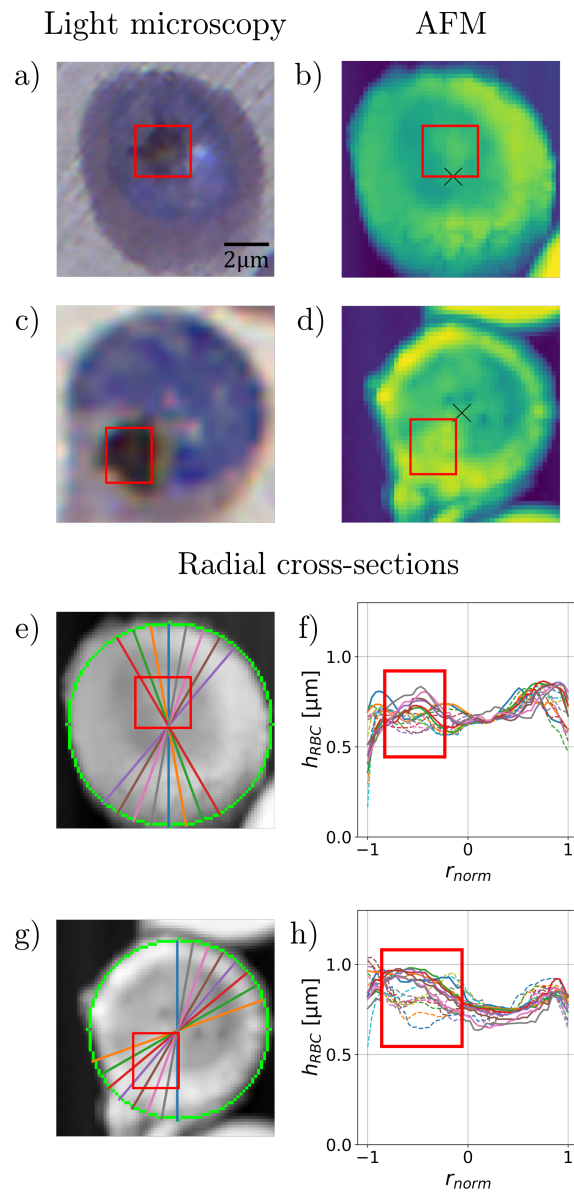 Light microscopy AFM
a) b)
2μm
c) d)
Radial cross-sections
e) f)
1.0
0.5
0.0
h_RBC [μm]
−1 0 1
r_norm
g) h)
1.0
0.5
0.0
h_RBC [μm]
−1 0 1
r_norm